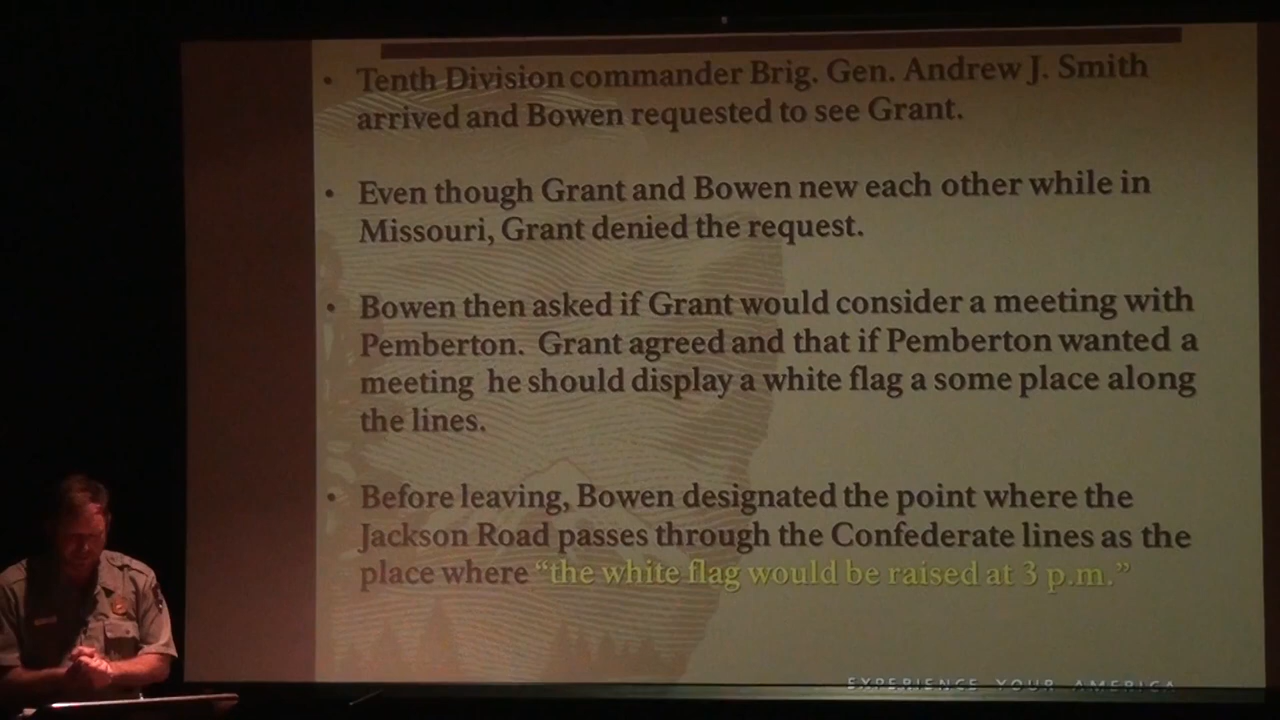 • Tenth Division commander Brig. Gen. Andrew J. Smith
arrived and Bowen requested to see Grant.
• Even though Grant and Bowen new each other while in
Missouri, Grant denied the request.
• Bowen then asked if Grant would consider a meeting with
Pemberton.  Grant agreed and that if Pemberton wanted a
meeting  he should display a white flag a some place along
the lines.
• Before leaving, Bowen designated the point where the
Jackson Road passes through the Confederate lines as the
place where “the white flag would be raised at 3 p.m.”
EXPERIENCE YOUR AMERICA